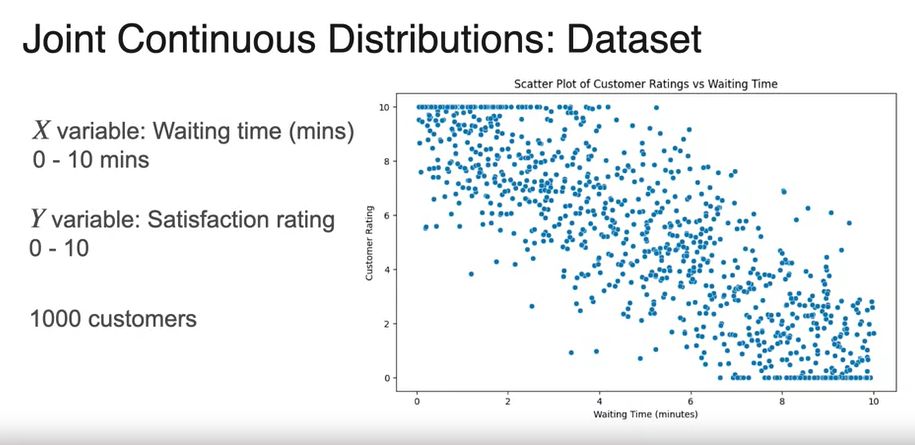 Joint Continuous Distributions: Dataset
X variable: Waiting time (mins)
0 - 10 mins
Y variable: Satisfaction rating
0 - 10
1000 customers
Scatter Plot of Customer Ratings vs Waiting Time
Customer Rating
10
8
6
4
2
0
0 2 4 6 8 10
Waiting Time (minutes)